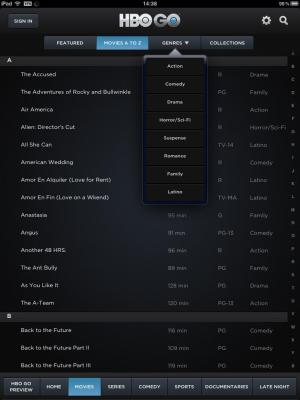 iPad 14:38 99%
SIGN IN HBO GO
FEATURED MOVIES A TO Z GENRES ▼ COLLECTIONS
Action
Comedy
Drama
Horror/Sci-Fi
Suspense
Romance
Family
Latino
A
The Accused R Drama
The Adventures of Rocky and Bullwinkle PG Family
Air America R Action
Allen: Director's Cut R Horror/Sci-Fi
All She Can TV-14 Latino
American Wedding R Comedy
Amor En Alquiler (Love for Rent) R Latino
Amor En Fin (Love on a Wkend) TV-MA Latino
Anastasia 95 min G Family
Angus 91 min PG-13 Comedy
Another 48 HRS. 96 min R Action
The Ant Bully 88 min PG Family
As You Like It 128 min PG Drama
The A-Team 120 min PG-13 Action
B
Back to the Future 116 min PG Comedy
Back to the Future Part II 108 min PG Comedy
Back to the Future Part III 119 min PG Comedy
HBO GO PREVIEW HOME MOVIES SERIES COMEDY SPORTS DOCUMENTARIES LATE NIGHT